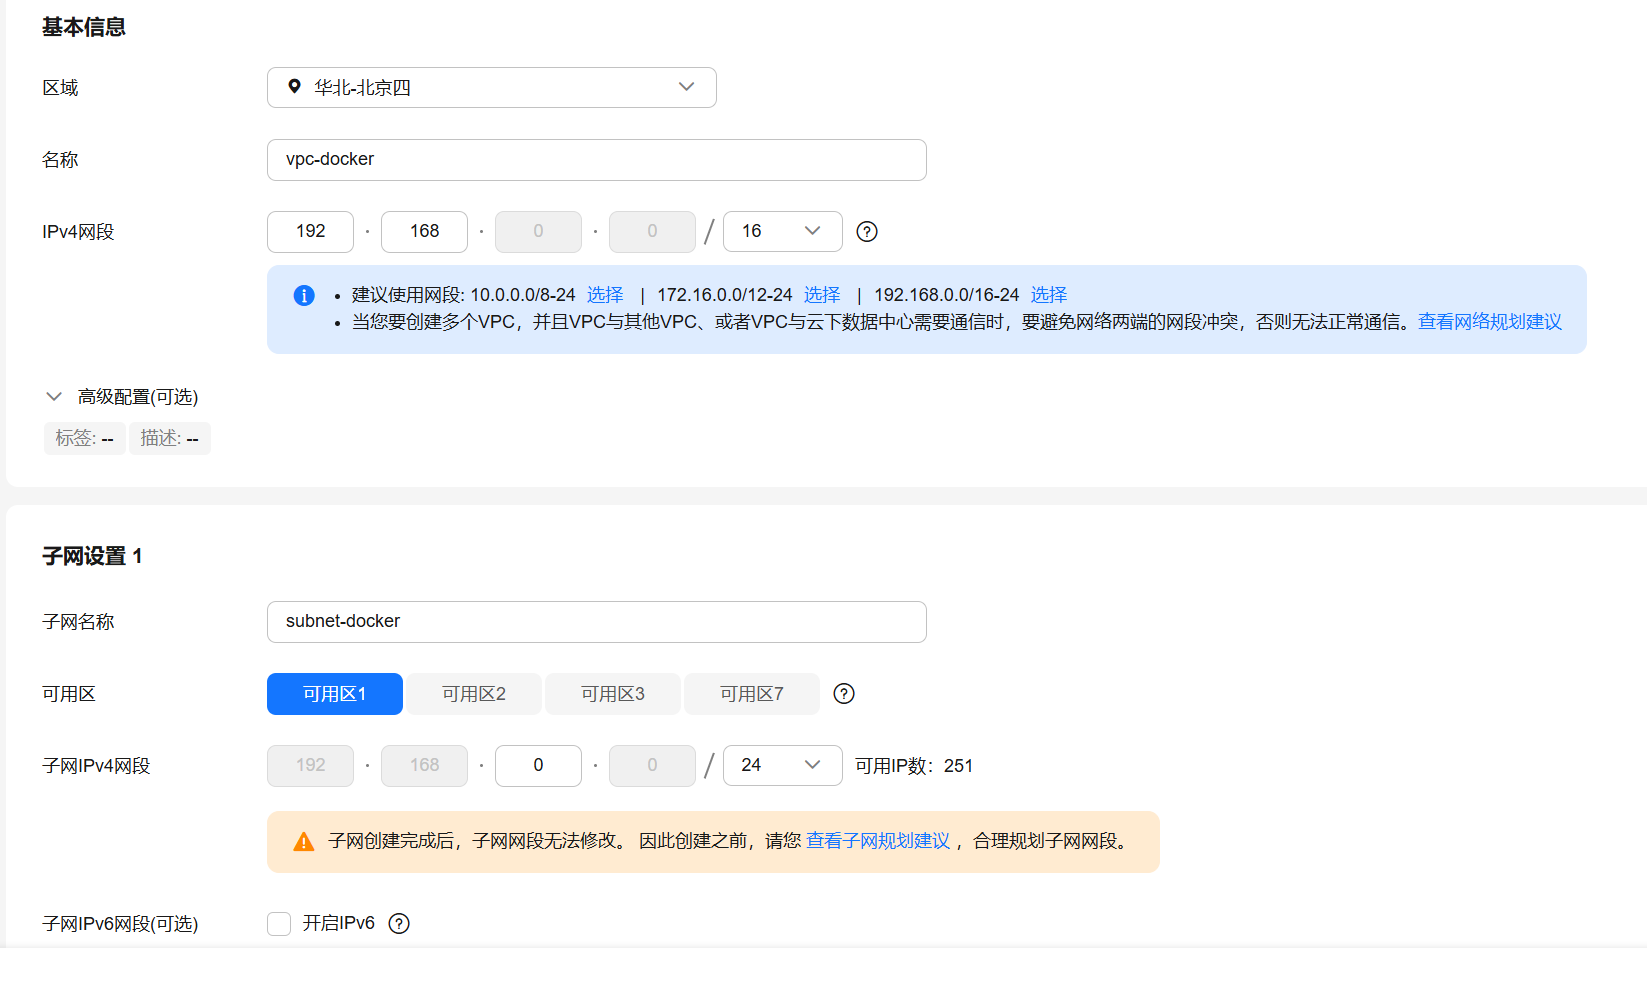 基本信息
区域 华北-北京四
名称 vpc-docker
IPv4网段 192 · 168 · 0 · 0 / 16
• 建议使用网段: 10.0.0.0/8-24 选择 | 172.16.0.0/12-24 选择 | 192.168.0.0/16-24 选择
• 当您要创建多个VPC，并且VPC与其他VPC、或者VPC与云下数据中心需要通信时，要避免网络两端的网段冲突，否则无法正常通信。查看网络规划建议
高级配置(可选)
标签: -- 描述: --
子网设置 1
子网名称 subnet-docker
可用区 可用区1 可用区2 可用区3 可用区7
子网IPv4网段 192 · 168 · 0 · 0 / 24 可用IP数：251
子网创建完成后，子网网段无法修改。 因此创建之前，请您 查看子网规划建议 ，合理规划子网网段。
子网IPv6网段(可选) 开启IPv6